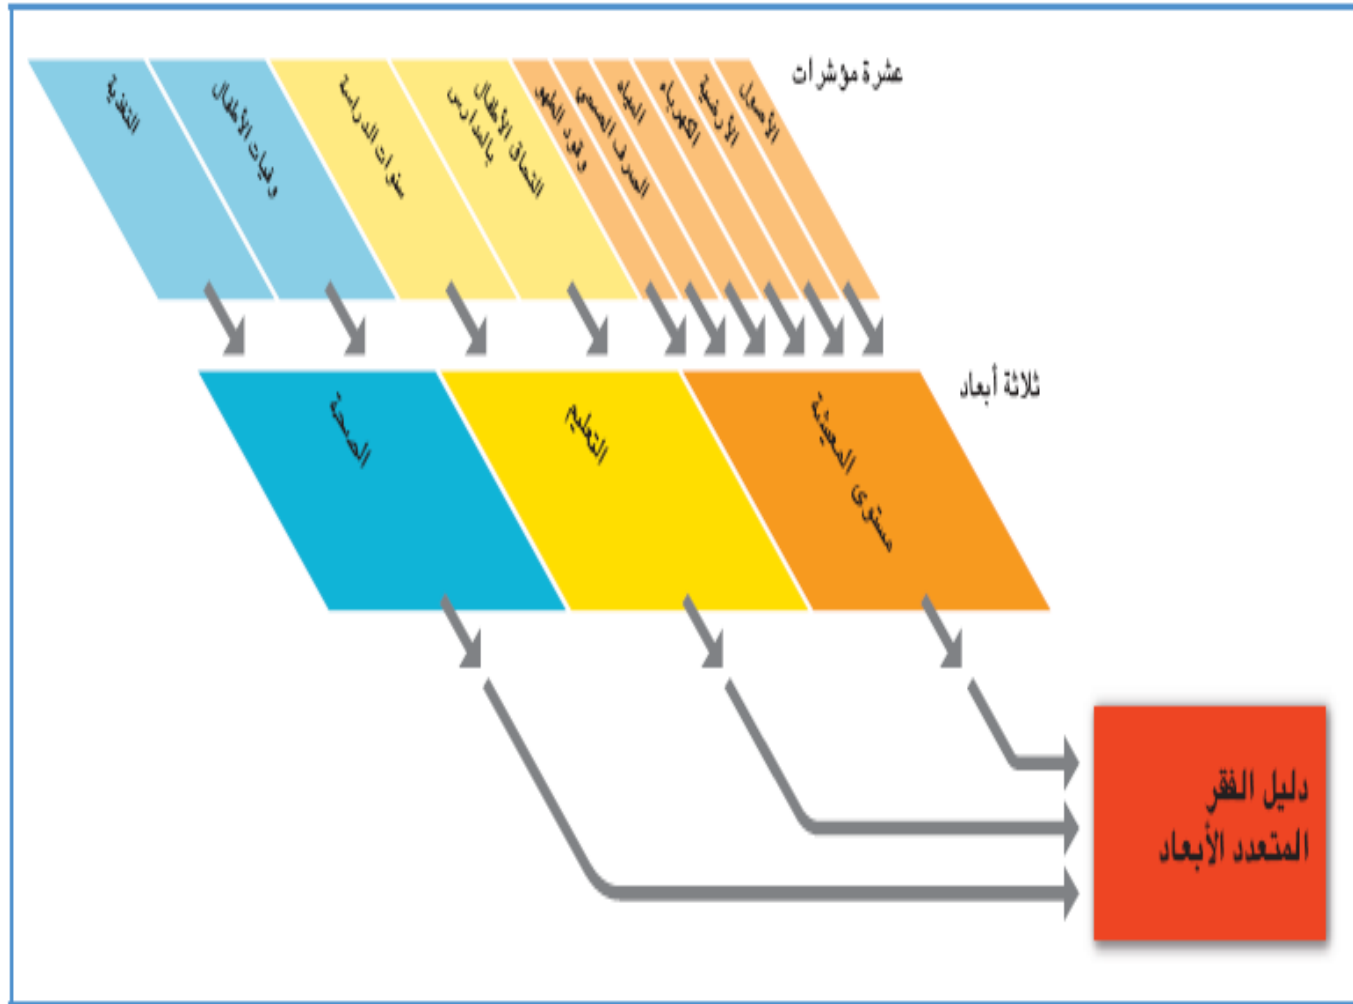 عشرة مؤشرات
الأصول
الأرضية
الكهرباء
المياه
الصرف الصحي
وقود الطهو
التحاق الأطفال
بالمدارس
سنوات الدراسة
وفيات الأطفال
التغذية
ثلاثة أبعاد
مستوى المعيشة
التعليم
الصحة
دليل الفقر
المتعدد الأبعاد